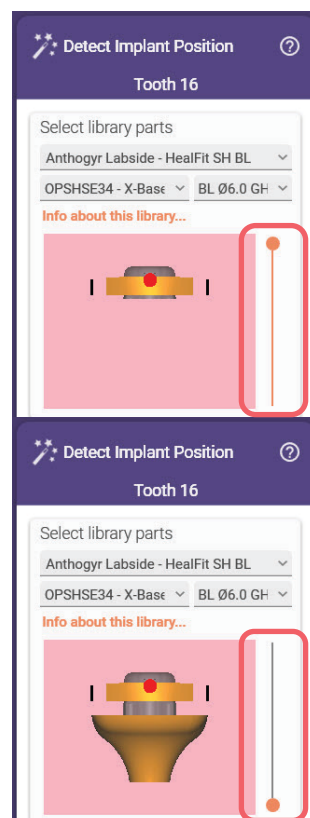 Detect Implant Position
Tooth 16
Select library parts
Anthogyr Labside - HealFit SH BL
OPSHSE34 - X-Base BL Ø6.0 GH
Info about this library...
Detect Implant Position
Tooth 16
Select library parts
Anthogyr Labside - HealFit SH BL
OPSHSE34 - X-Base BL Ø6.0 GH
Info about this library...